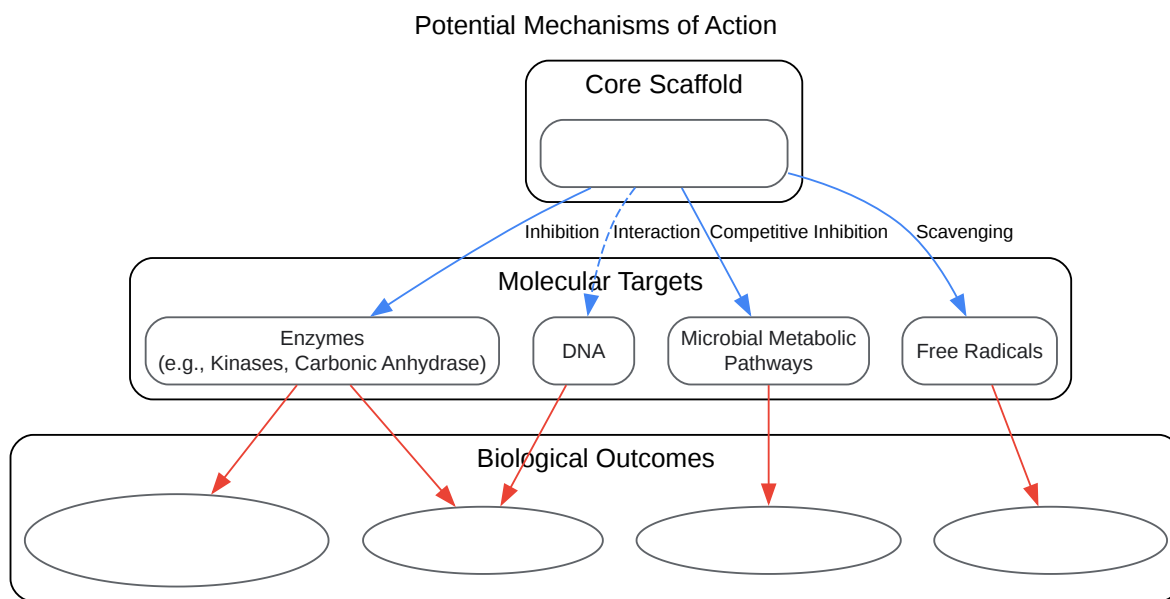 Potential Mechanisms of Action
Core Scaffold
Inhibition
Interaction
Competitive Inhibition
Scavenging
Molecular Targets
Enzymes
(e.g., Kinases, Carbonic Anhydrase)
DNA
Microbial Metabolic
Pathways
Free Radicals
Biological Outcomes